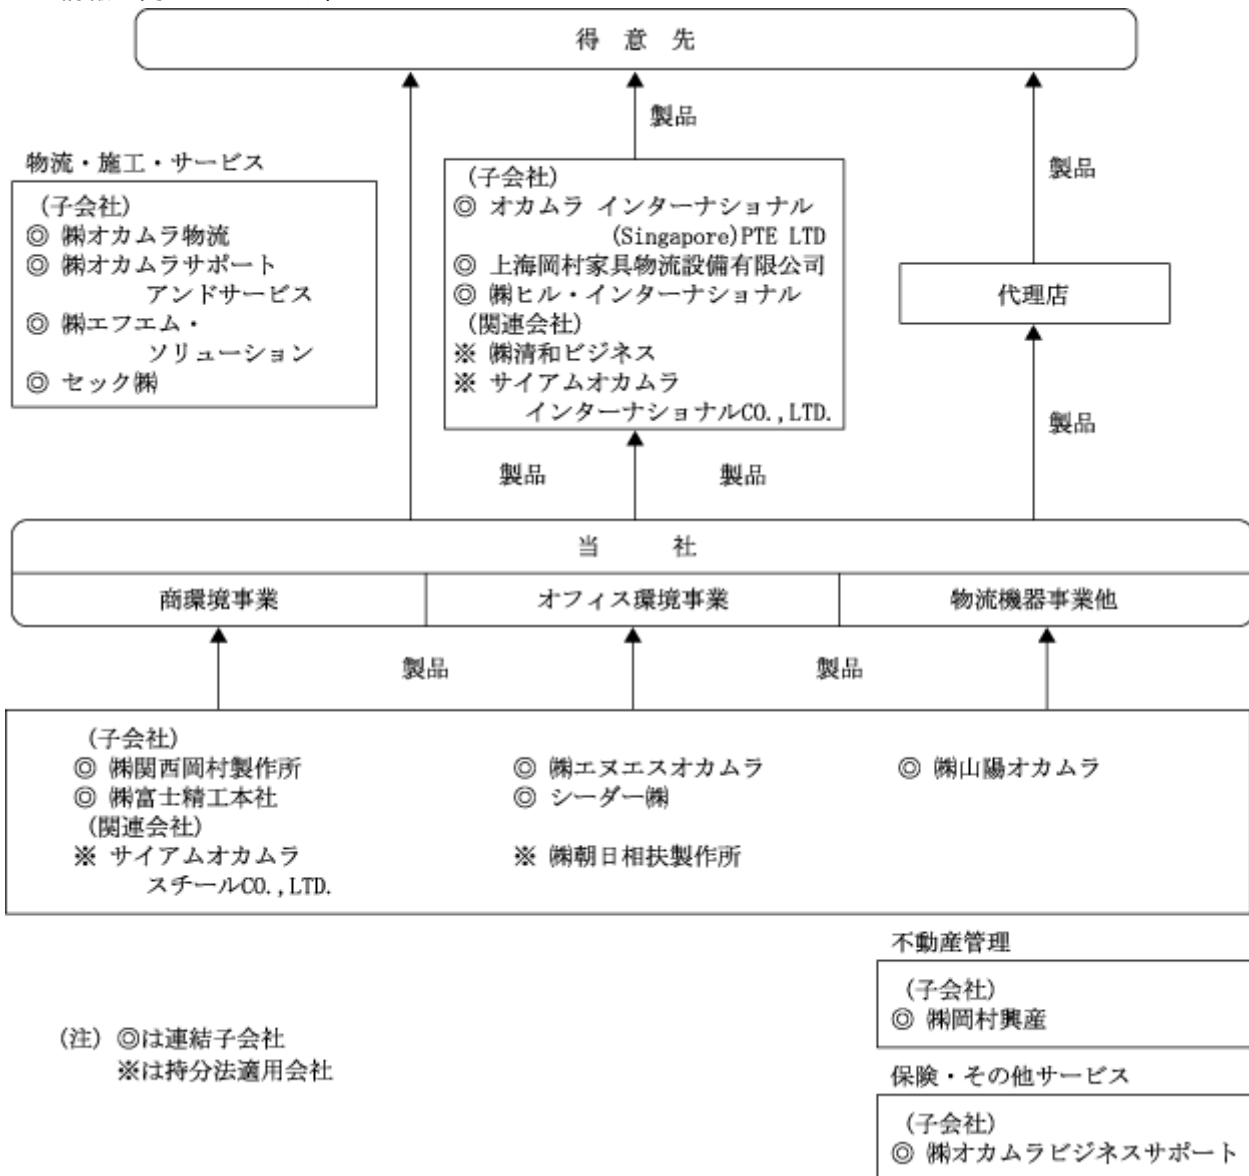 得 意 先
製品
物流・施工・サービス
製品
(子会社)
◎ ㈱オカムラ物流
◎ ㈱オカムラサポート
アンドサービス
◎ ㈱エフエム・
ソリューション
◎ セック㈱
(子会社)
◎ オカムラ インターナショナル
(Singapore)PTE LTD
◎ 上海岡村家具物流設備有限公司
◎ ㈱ヒル・インターナショナル
(関連会社)
※ ㈱清和ビジネス
※ サイアムオカムラ
インターナショナルCO.,LTD.
代理店
製品
製品
製品
当 社
商環境事業
オフィス環境事業
物流機器事業他
製品
製品
(子会社)
◎ ㈱関西岡村製作所
◎ ㈱エヌエスオカムラ
◎ ㈱山陽オカムラ
◎ ㈱富士精工本社
◎ シーダー㈱
(関連会社)
※ サイアムオカムラ
スチールCO.,LTD.
※ ㈱朝日相扶製作所
不動産管理
(子会社)
◎ ㈱岡村興産
(注) ◎は連結子会社
※は持分法適用会社
保険・その他サービス
(子会社)
◎ ㈱オカムラビジネスサポート